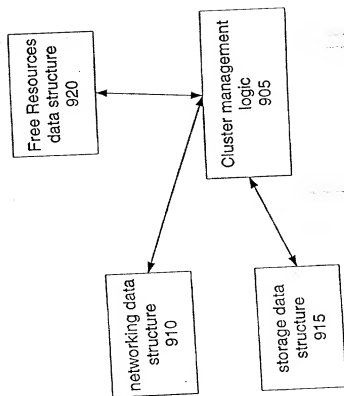 Free Resources
data structure
920
Cluster management
logic
905
networking data
structure
910
storage data
structure
915